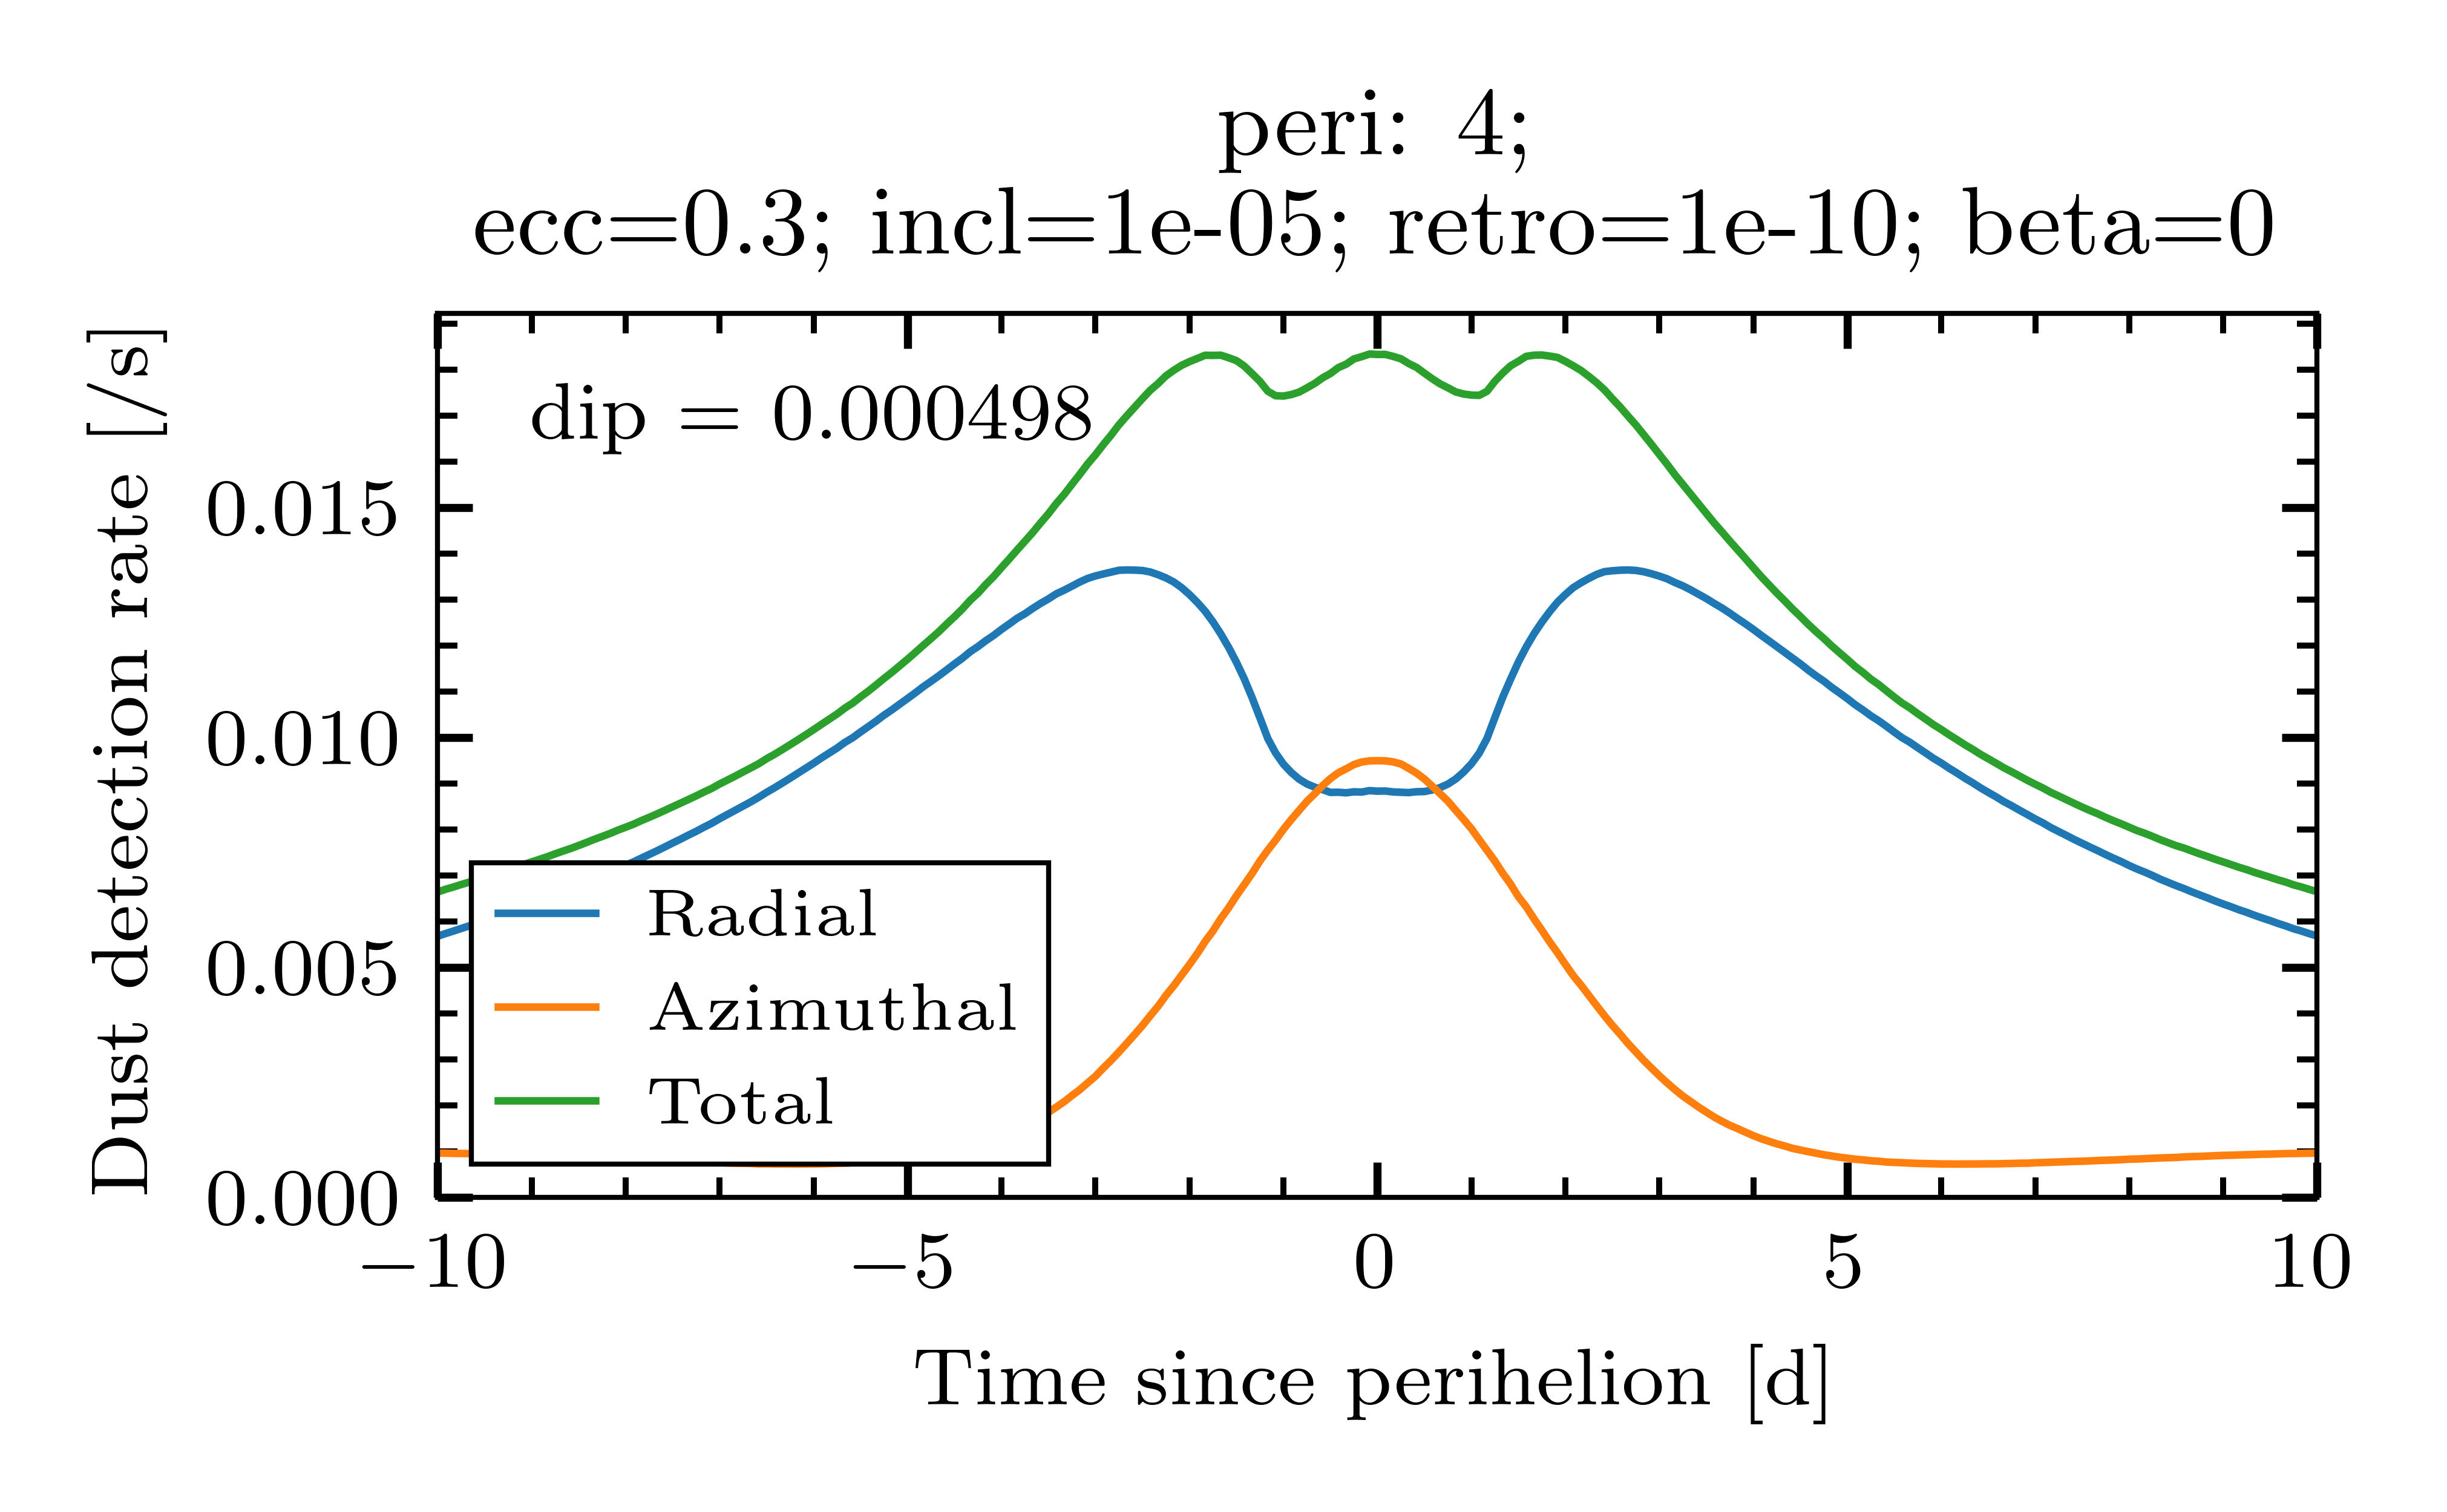 peri: 4;
ecc=0.3; incl=1e-05; retro=1e-10; beta=0
Dust detection rate [/s]
dip = 0.000498
0.015
0.010
0.005
0.000
Radial
Azimuthal
Total
−10
−5
0
5
10
Time since perihelion [d]